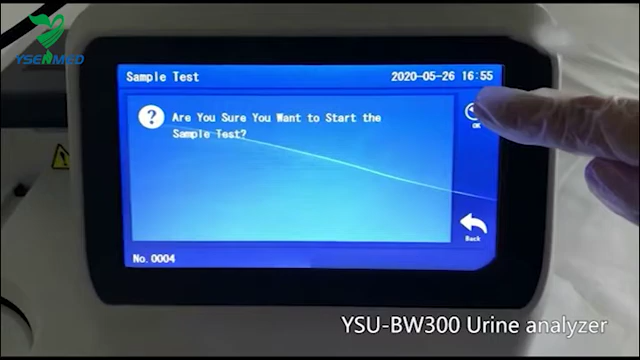 YSENMED
Sample Test
2020-05-26 16:55
? Are You Sure You Want to Start the
Sample Test?
OK
Back
No.0004
YSU-BW300 Urine analyzer